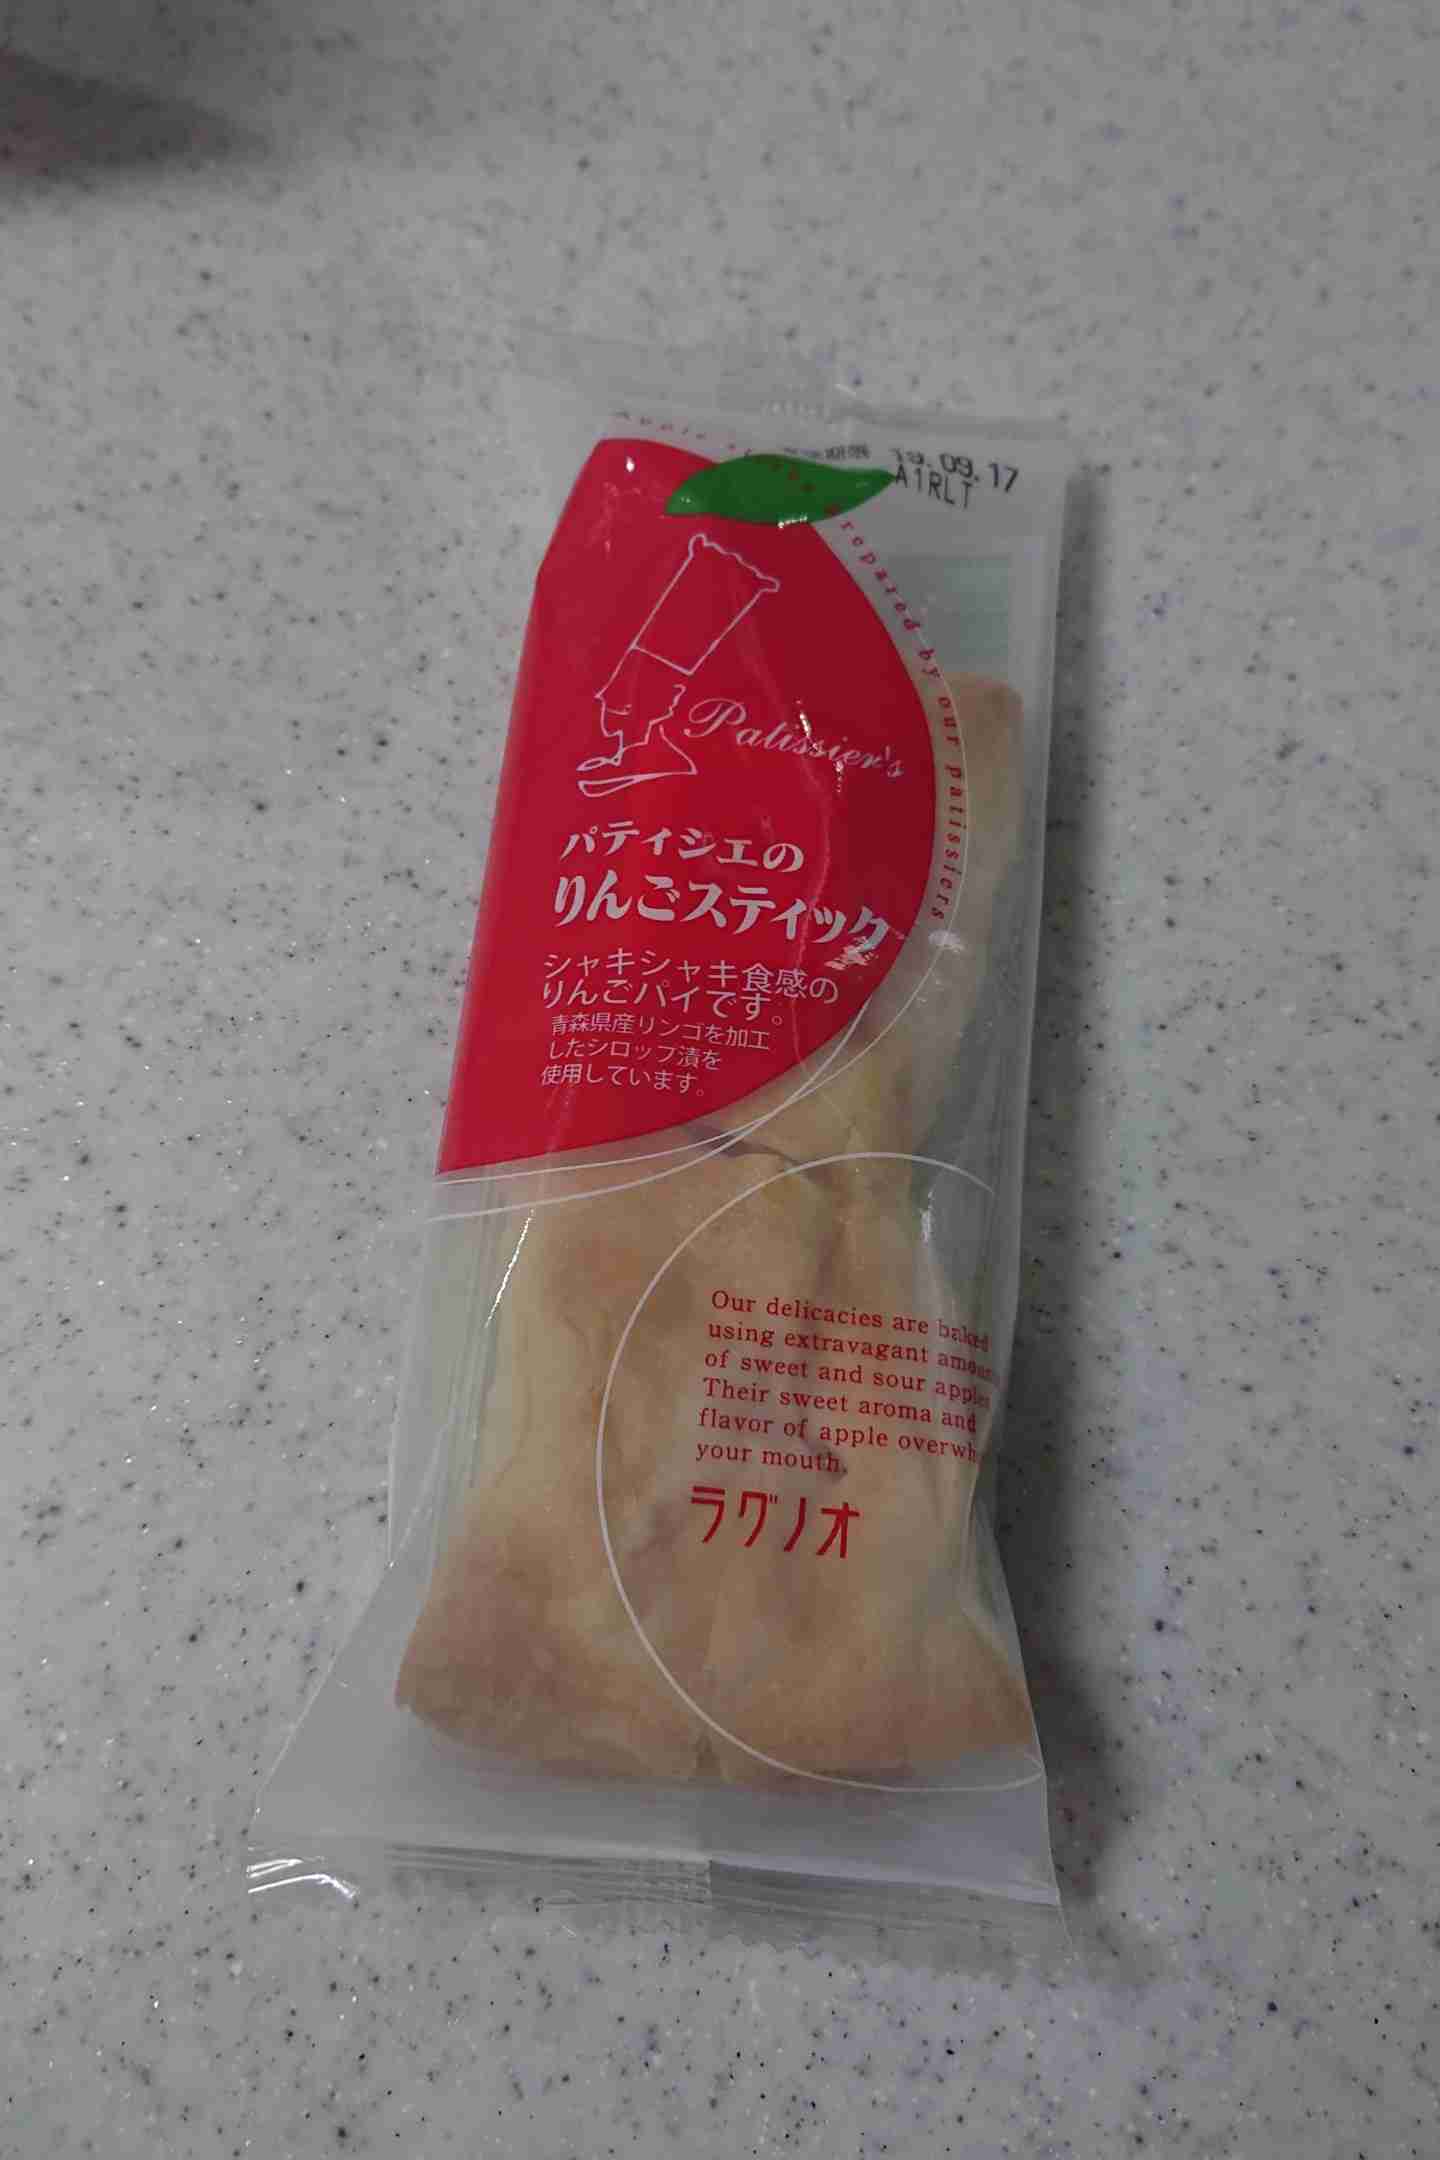 19.09.17
A1RLT
Prepared by our patissiers
Patissier's
パティシエの
りんごスティック
シャキシャキ食感の
りんごパイです。
青森県産リンゴを加工
したシロップ漬を
使用しています。
Our delicacies are baked
using extravagant
of sweet and sour apples
Their sweet aroma and
flavor of apple
your mouth.
ラグノオ